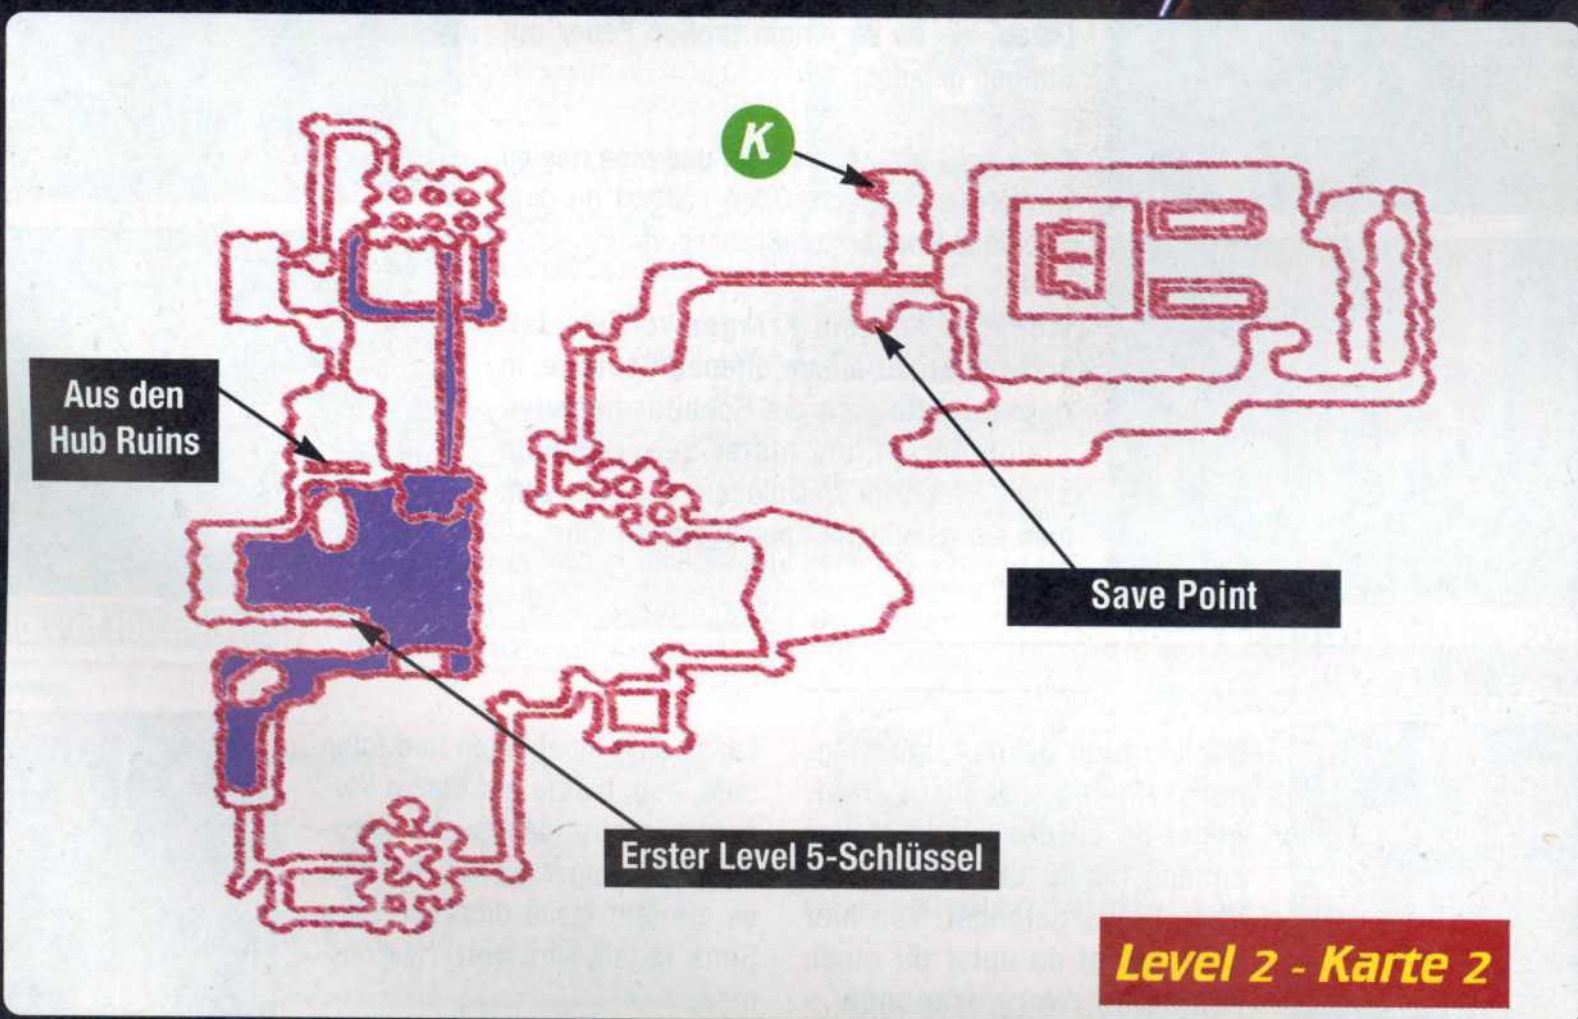 K
Aus den
Hub Ruins
Save Point
Erster Level 5-Schlüssel
Level 2 - Karte 2